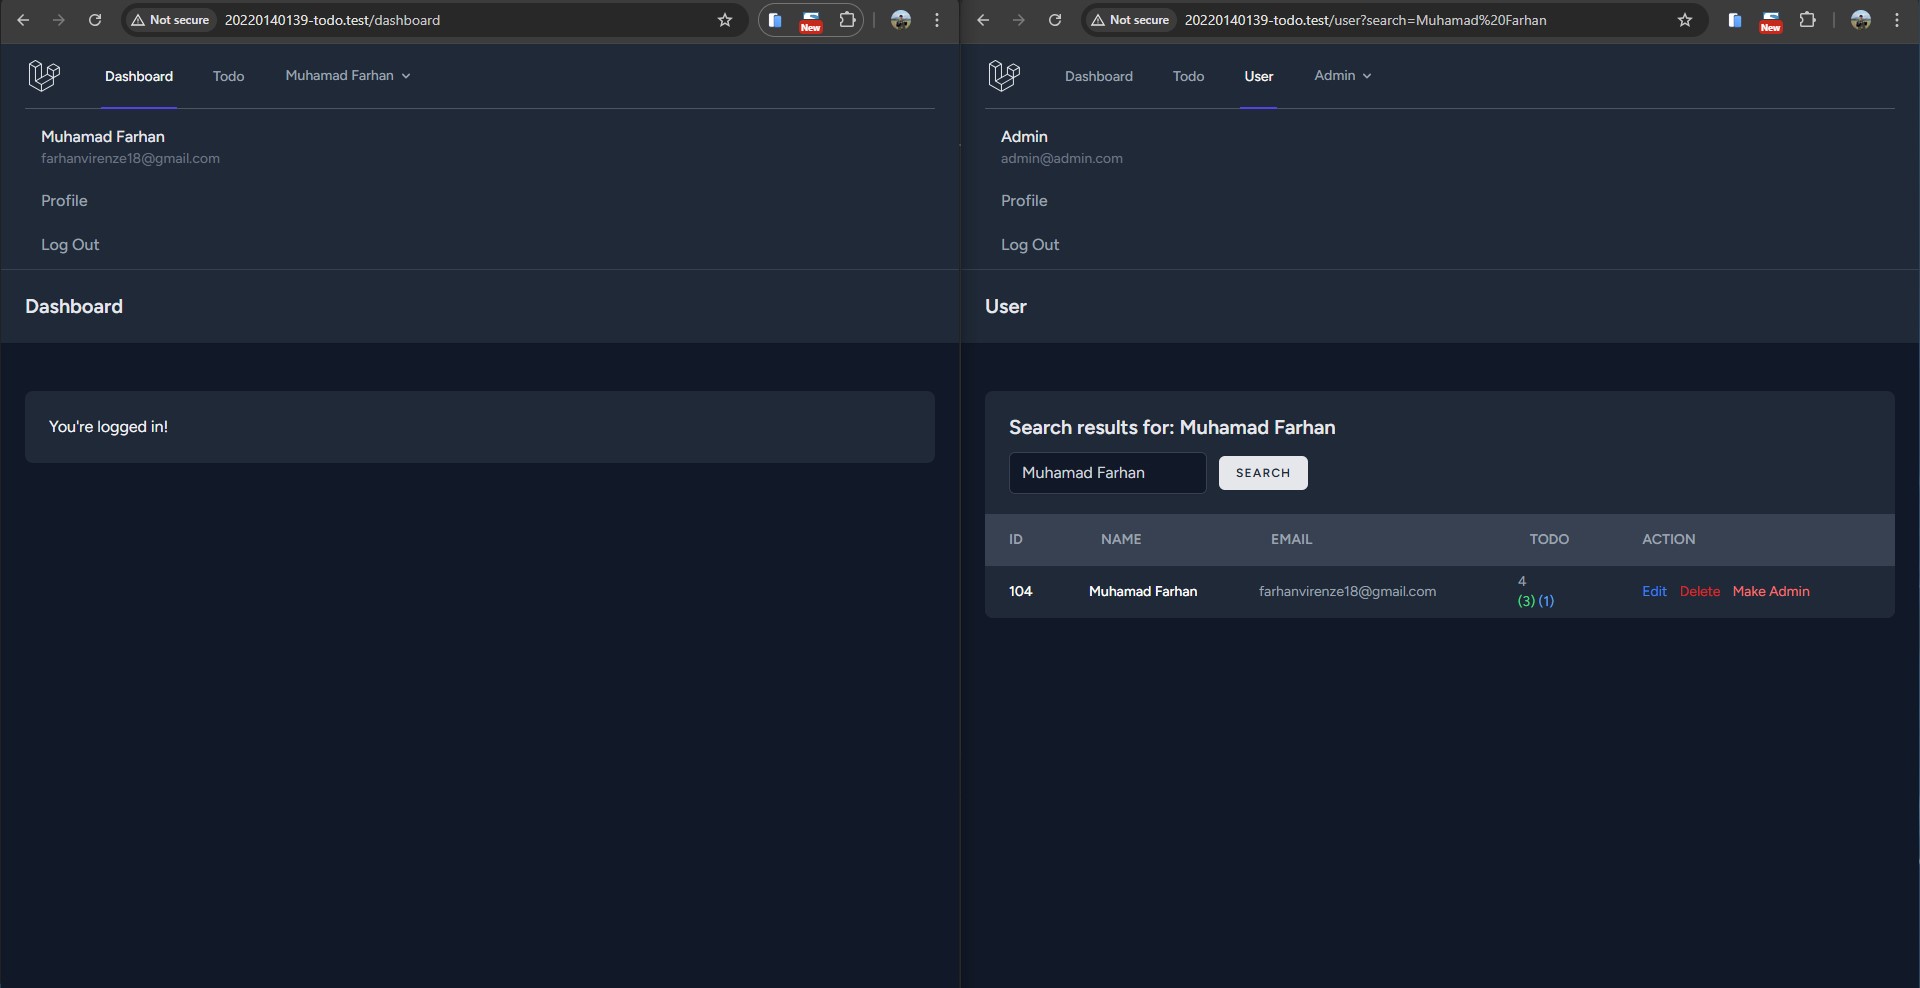 Not secure 20220140139-todo.test/dashboard
New
Dashboard Todo Muhamad Farhan
Muhamad Farhan
farhanvirenze18@gmail.com
Profile
Log Out
Dashboard
You're logged in!
Not secure 20220140139-todo.test/user?search=Muhamad%20Farhan
New
Dashboard Todo User Admin
Admin
admin@admin.com
Profile
Log Out
User
Search results for: Muhamad Farhan
Muhamad Farhan SEARCH
ID NAME EMAIL TODO ACTION
104 Muhamad Farhan farhanvirenze18@gmail.com 4 (3) (1) Edit Delete Make Admin